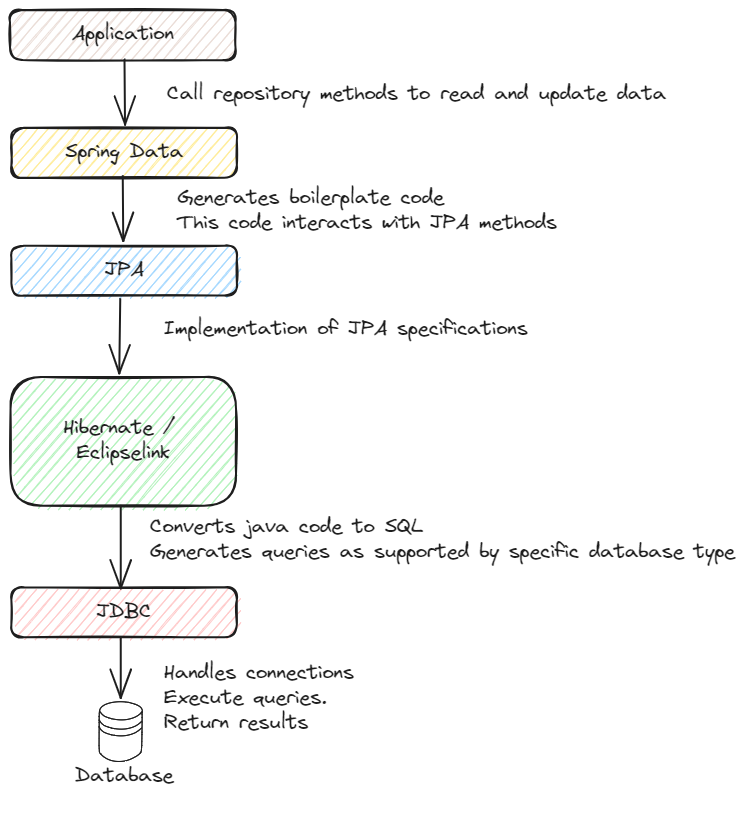 Application
Call repository methods to read and update data
Spring Data
Generates boilerplate code
This code interacts with JPA methods
JPA
Implementation of JPA specifications
Hibernate /
Eclipselink
Converts java code to SQL
Generates queries as supported by specific database type
JDBC
Handles connections
Execute queries.
Return results
Database